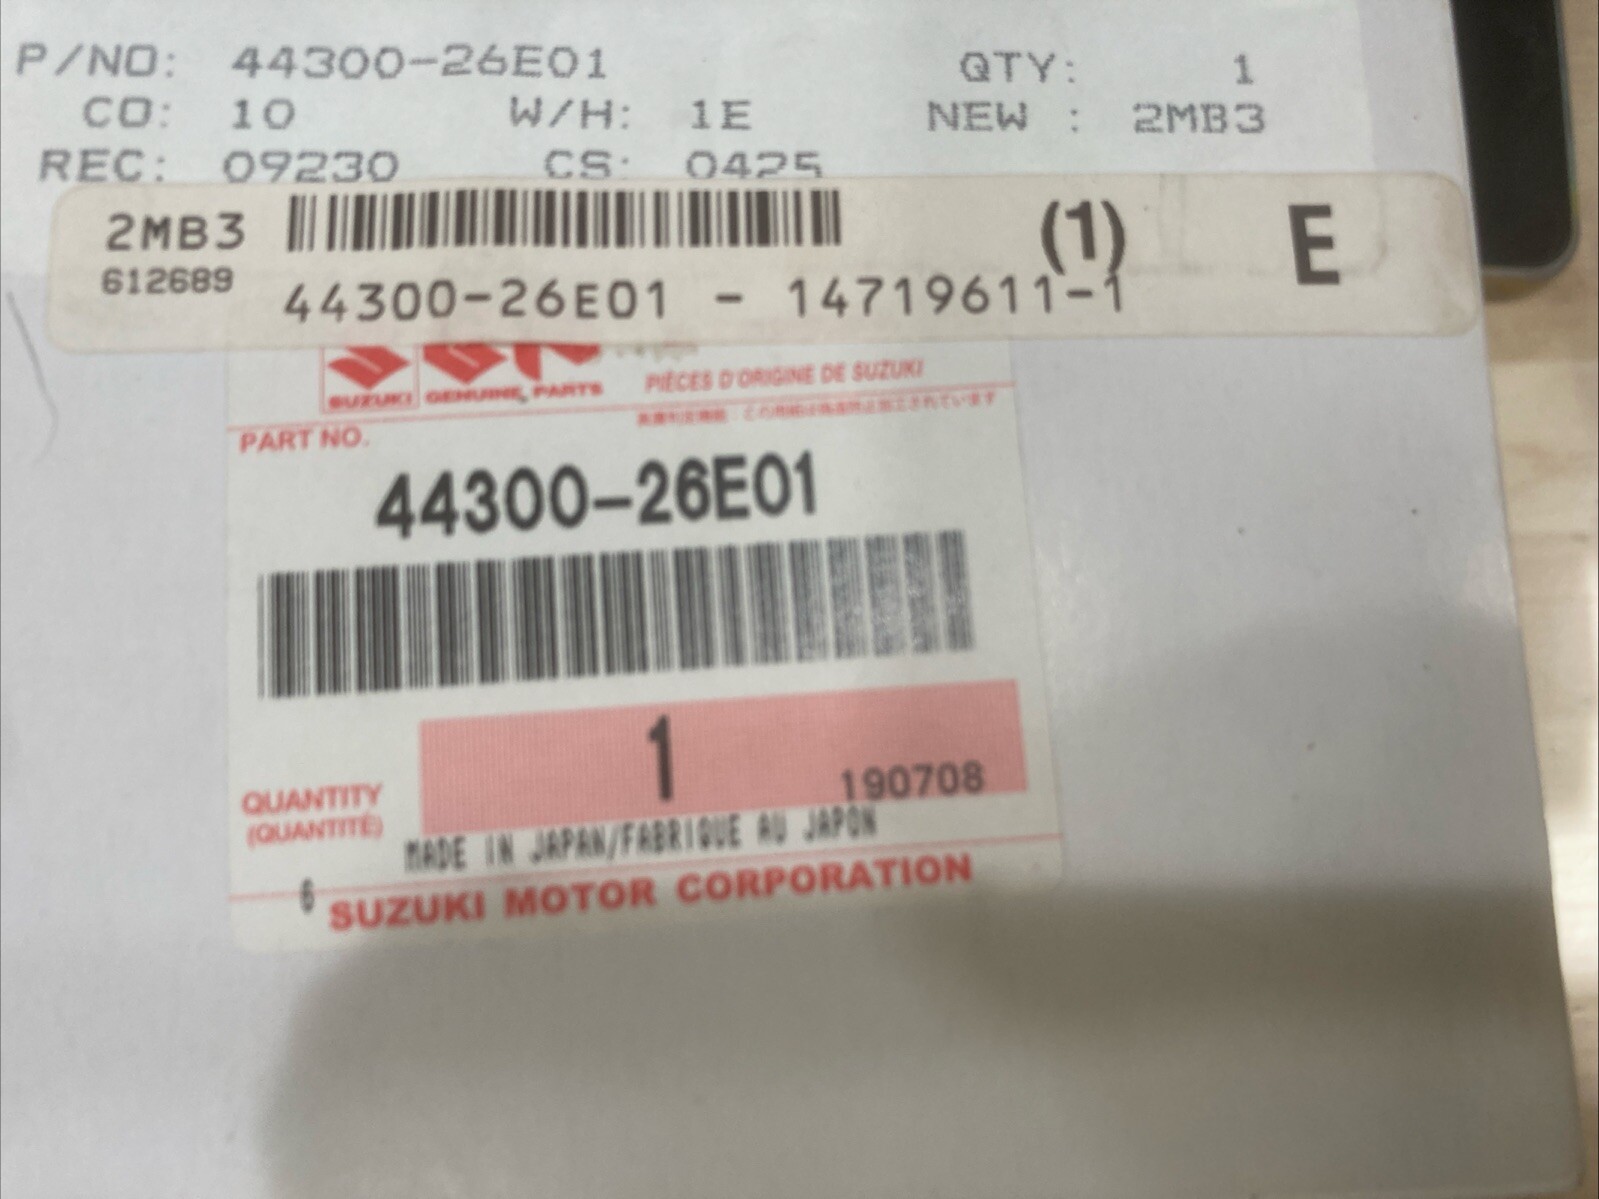 P/NO: 44300-26E01 QTY: 1
CO: 10 W/H: 1E NEW : 2MB3
REC: 09230 CS: 0425
2MB3 (1) E
612689 44300-26E01 - 14719611-1
SUZUKI GENUINE PARTS PIÈCES D'ORIGINE DE SUZUKI
PART NO.
44300-26E01
1
190708
QUANTITY
(QUANTITÉ)
MADE IN JAPAN/FABRIQUE AU JAPON
6 SUZUKI MOTOR CORPORATION